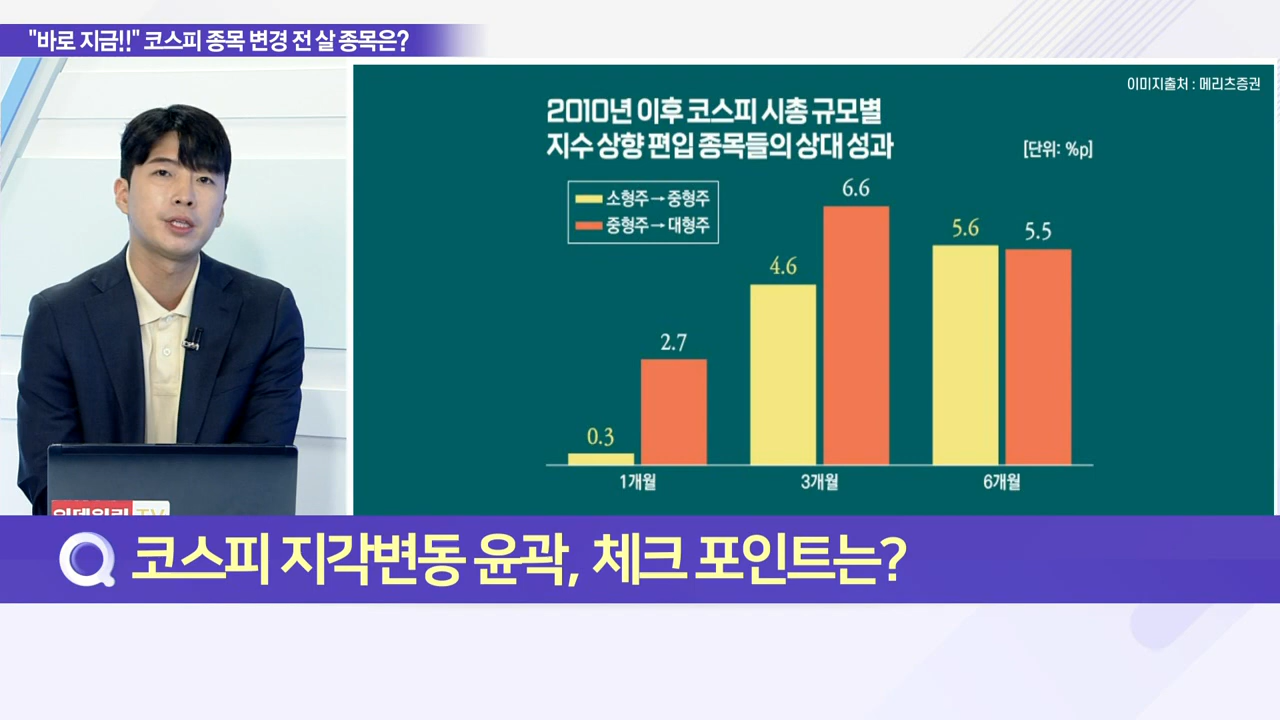 "바로 지금!!" 코스피 종목 변경 전 살 종목은?
이미지출처 : 메리츠증권
2010년 이후 코스피 시총 규모별
지수 상향 편입 종목들의 상대 성과
[단위: %p]
소형주→중형주
중형주→대형주
0.3
2.7
4.6
6.6
5.6
5.5
1개월
3개월
6개월
TV
코스피 지각변동 윤곽, 체크 포인트는?